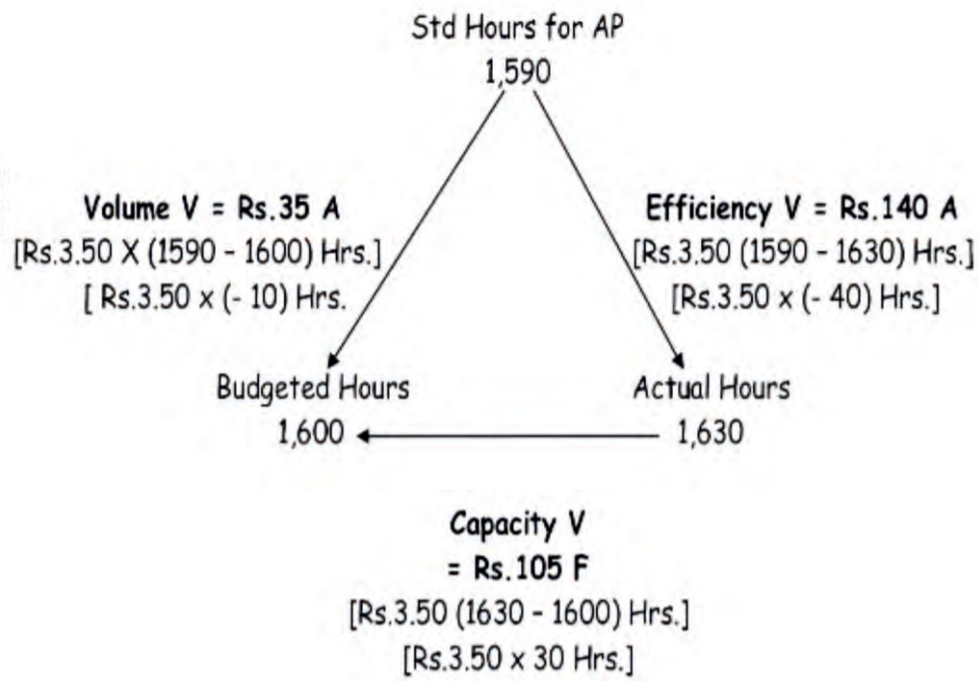 Std Hours for AP
1,590
Volume V = Rs.35 A
[Rs.3.50 X (1590 - 1600) Hrs.]
[ Rs.3.50 x (- 10) Hrs.
Efficiency V = Rs.140 A
[Rs.3.50 (1590 - 1630) Hrs.]
[Rs.3.50 x (- 40) Hrs.]
Budgeted Hours
1,600
Actual Hours
1,630
Capacity V
= Rs.105 F
[Rs.3.50 (1630 - 1600) Hrs.]
[Rs.3.50 x 30 Hrs.]